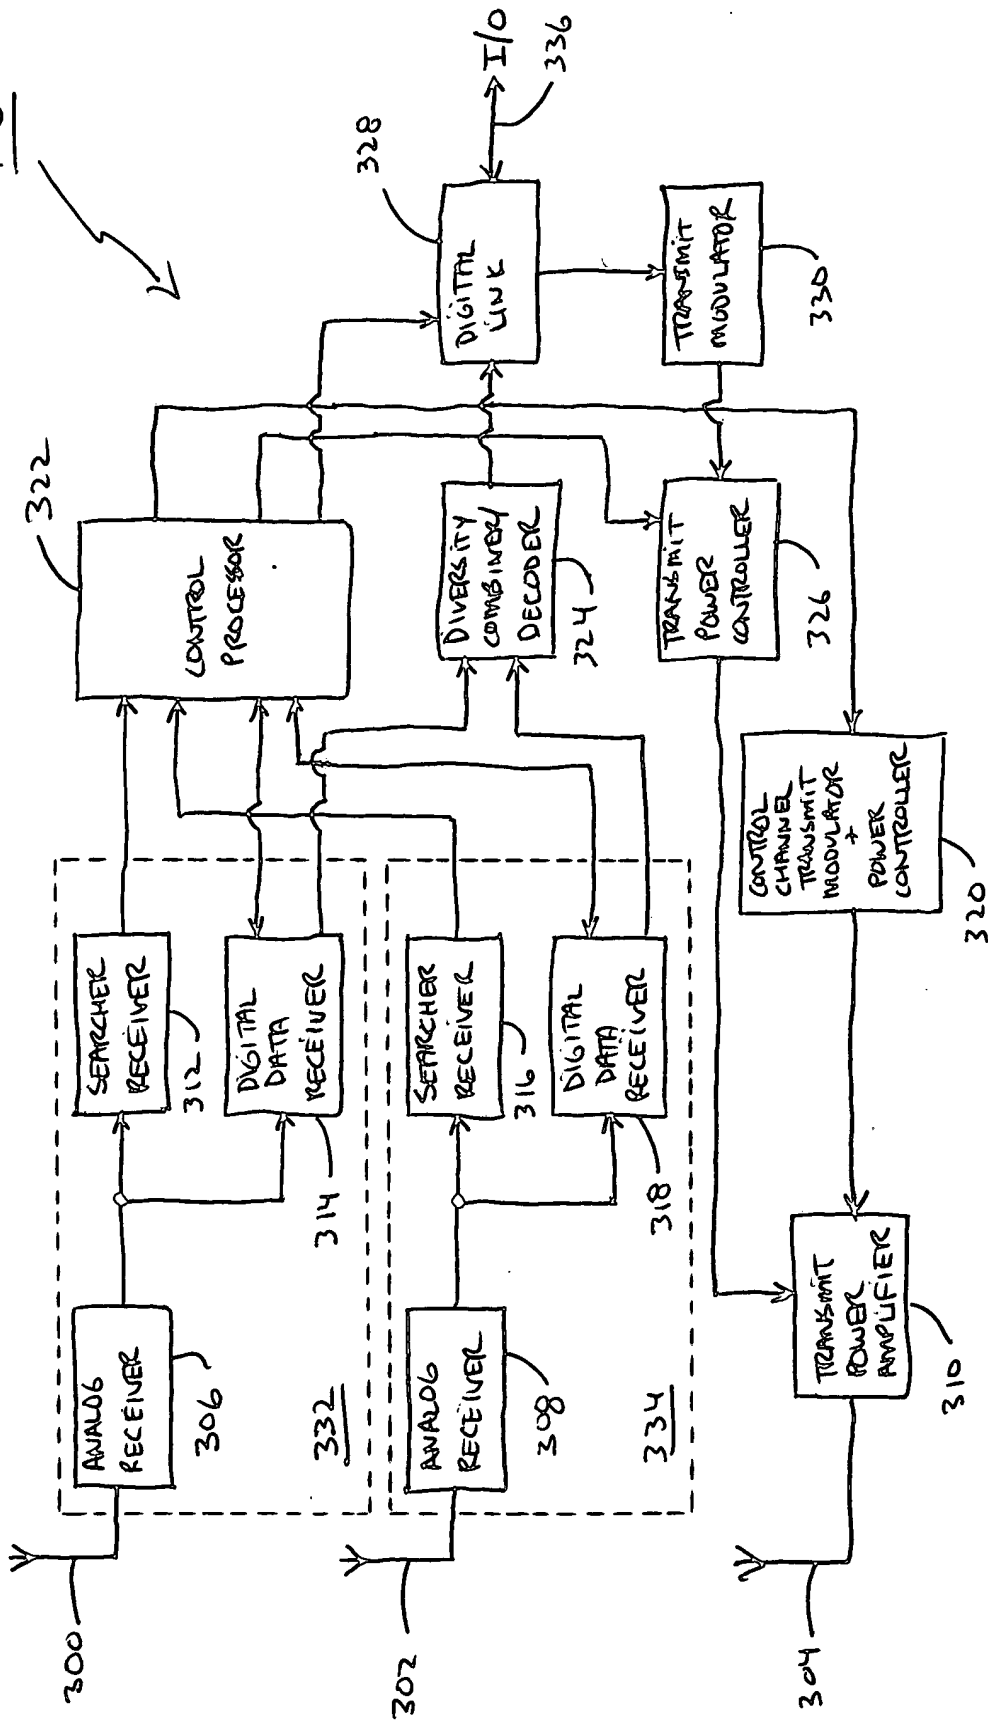 300
ANALOG
RECEIVER
306
SEARCHER
RECEIVER
312
DIGITAL
DATA
RECEIVER
314
332
302
ANALOG
RECEIVER
308
SEARCHER
RECEIVER
316
DIGITAL
DATA
RECEIVER
318
334
304
TRANSMIT
POWER
AMPLIFIER
310
CONTROL
CHANNEL
TRANSMIT
MODULATOR
+
POWER
CONTROLLER
320
CONTROL
PROCESSOR
322
DIVERSITY
COMBINER/
DECODER
324
TRANSMIT
POWER
CONTROLLER
326
DIGITAL
LINK
328
TRANSMIT
MODULATOR
330
I/O
336